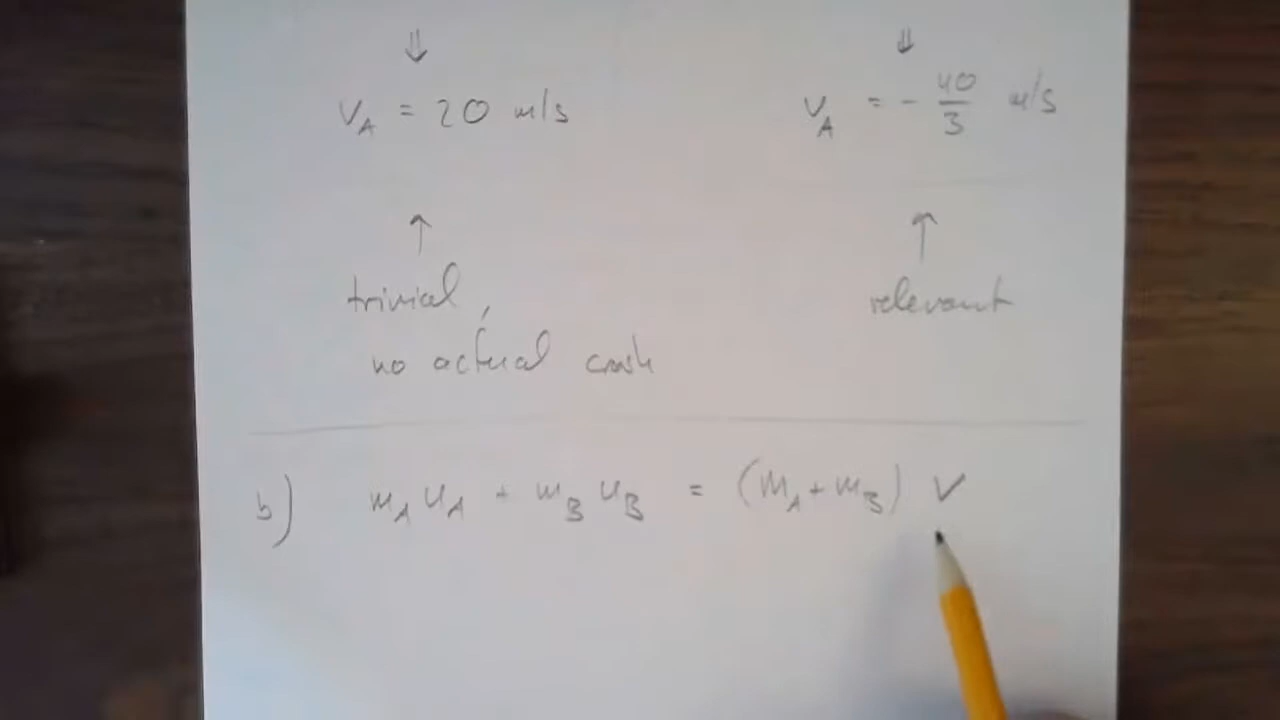 ⇓ ⇓
v_A = 20 m/s v_A = - 40/3 m/s
↑ ↑
trivial, relevant
no actual crash
b) m_A u_A + m_B u_B = (m_A + m_B) v